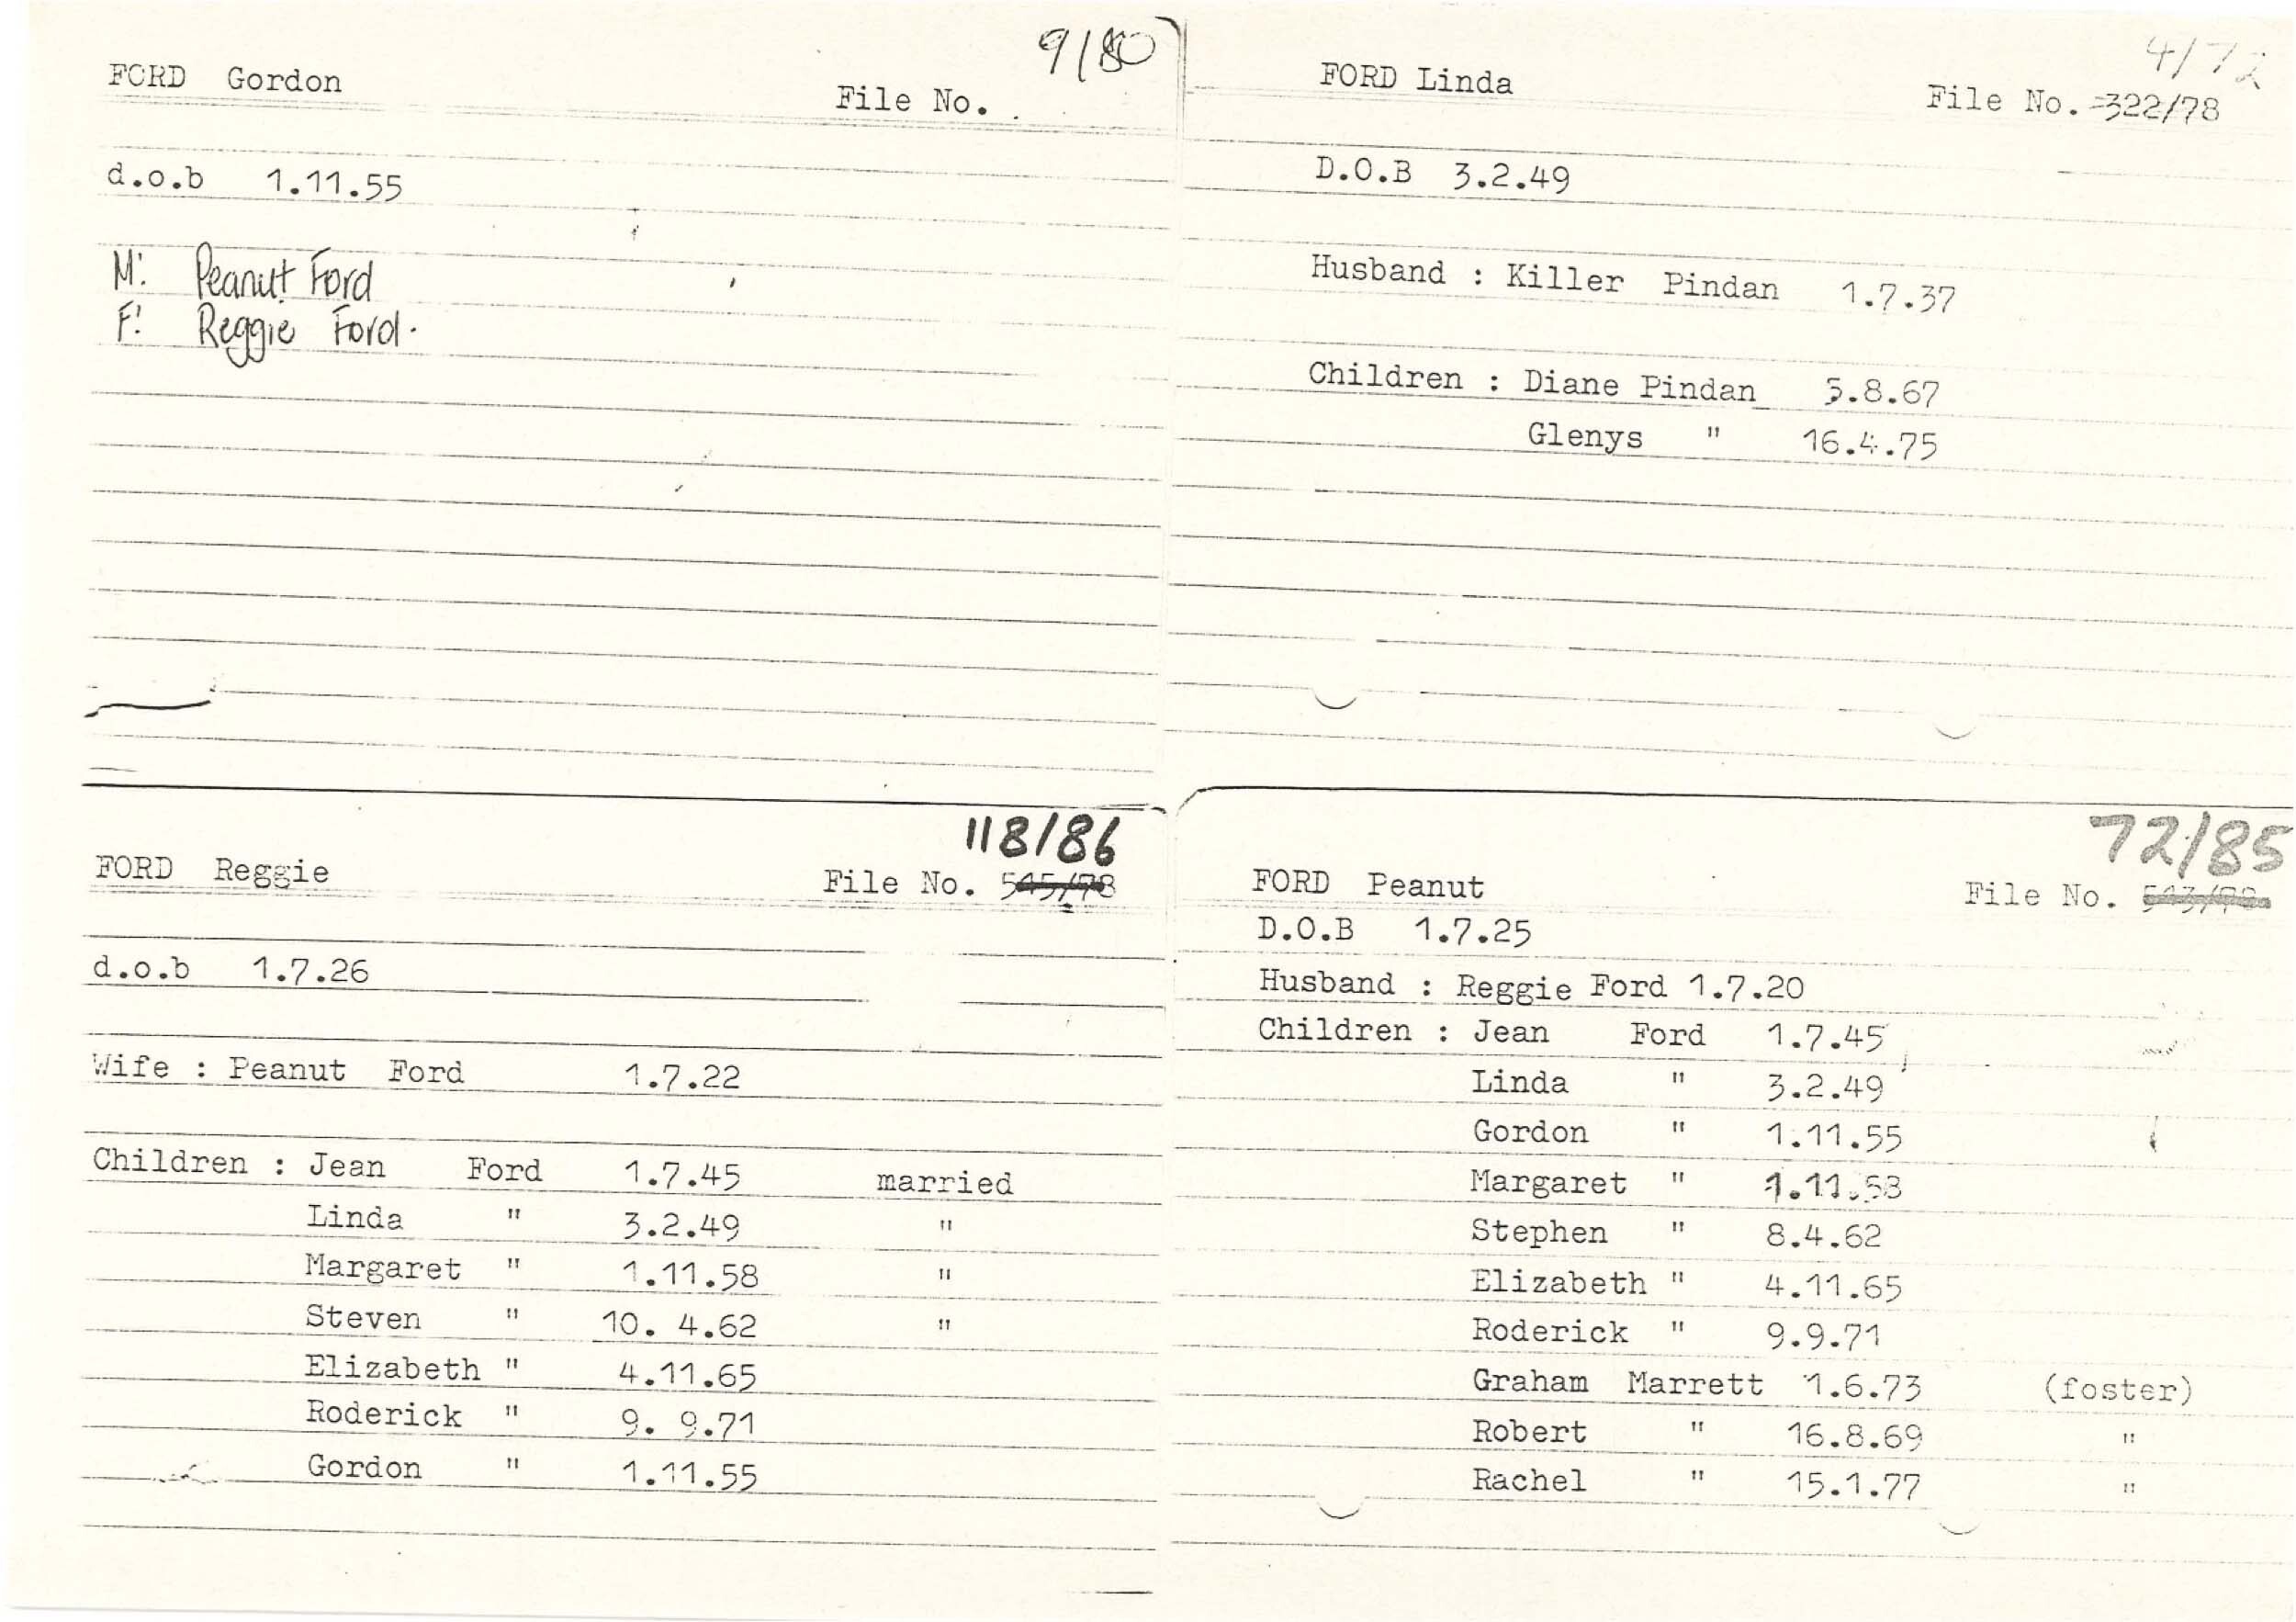 9/80
FORD Gordon
File No.
d.o.b 1.11.55
M: Peanut Ford
F: Reggie Ford.
4/72
FORD Linda
File No. 322/78
D.O.B 3.2.49
Husband : Killer Pindan 1.7.37
Children : Diane Pindan 5.8.67
Glenys " 16.4.75
118/86
FORD Reggie
File No. 545/78
d.o.b 1.7.26
Wife : Peanut Ford 1.7.22
Children : Jean Ford 1.7.45 married
Linda " 3.2.49 "
Margaret " 1.11.58 "
Steven " 10. 4.62 "
Elizabeth " 4.11.65
Roderick " 9. 9.71
Gordon " 1.11.55
72/85
FORD Peanut
File No.
D.O.B 1.7.25
Husband : Reggie Ford 1.7.20
Children : Jean Ford 1.7.45
Linda " 3.2.49
Gordon " 1.11.55
Margaret " 1.11.58
Stephen " 8.4.62
Elizabeth " 4.11.65
Roderick " 9.9.71
Graham Marrett 1.6.73 (foster)
Robert " 16.8.69 "
Rachel " 15.1.77 "